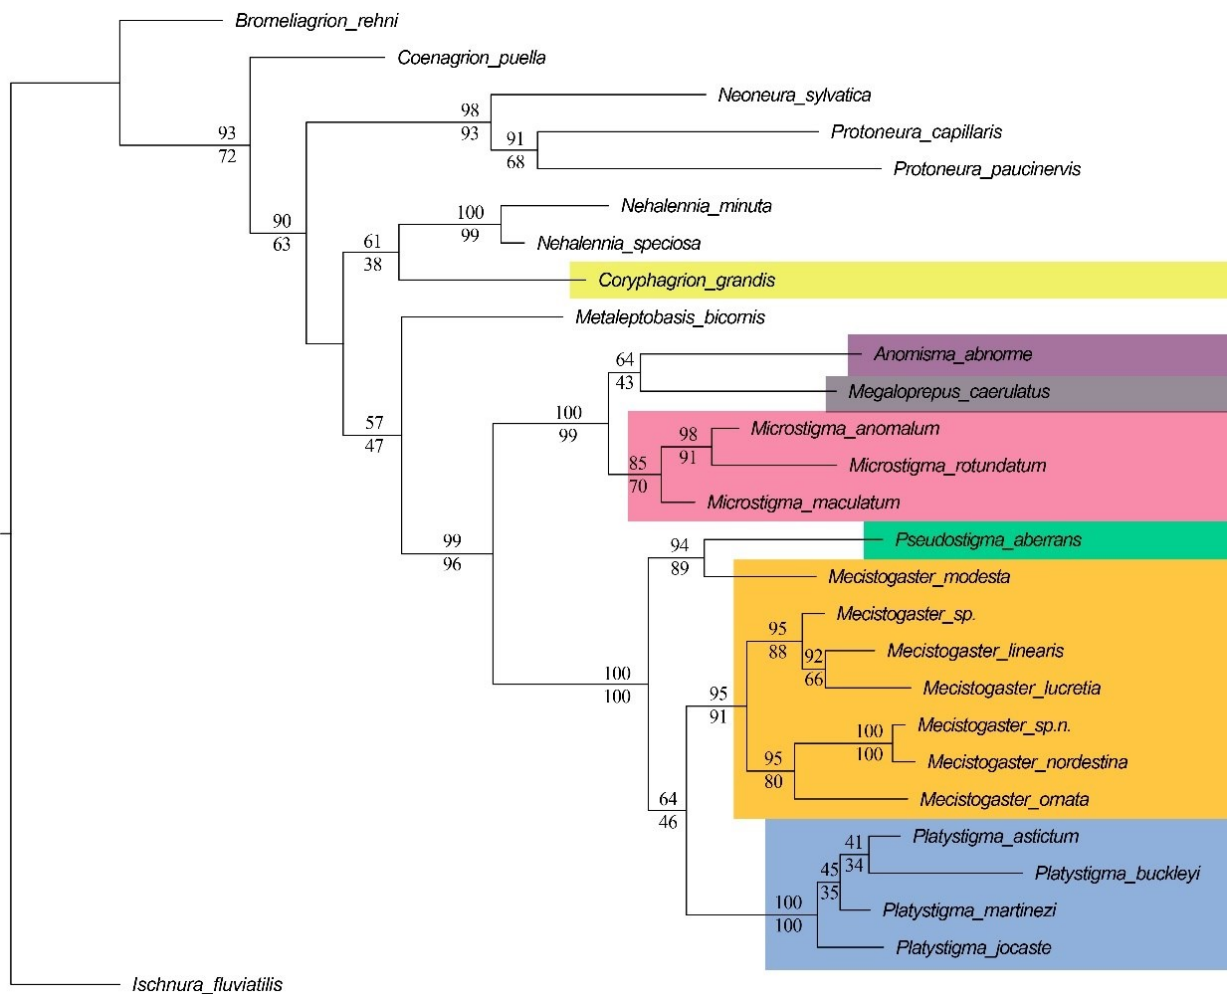 Bromeliagrion_rehni
Coenagrion_puella
Neoneura_sylvatica
98
93
Protoneura_capillaris
91
68
Protoneura_paucinervis
93
72
Nehalennia_minuta
100
99
Nehalennia_speciosa
90
63
61
38
Coryphagrion_grandis
Metaleptobasis_bicornis
Anomisma_abnorme
64
43
Megaloprepus_caerulatus
57
47
100
99
Microstigma_anomalum
98
91
Microstigma_rotundatum
85
70
Microstigma_maculatum
Pseudostigma_aberrans
99
96
94
89
Mecistogaster_modesta
Mecistogaster_sp.
95
88
Mecistogaster_linearis
92
66
Mecistogaster_lucretia
100
100
95
91
Mecistogaster_sp.n.
100
100
Mecistogaster_nordestina
95
80
Mecistogaster_ornata
64
46
Platystigma_astictum
41
34
Platystigma_buckleyi
45
35
Platystigma_martinezi
100
100
Platystigma_jocaste
Ischnura_fluviatilis